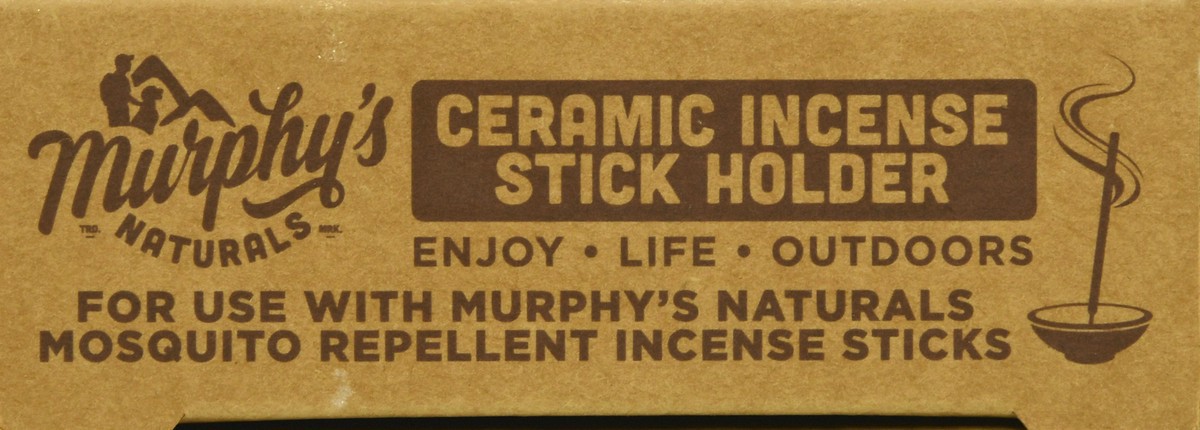 Murphy's
TRD. NATURALS MRK.
CERAMIC INCENSE
STICK HOLDER
ENJOY • LIFE • OUTDOORS
FOR USE WITH MURPHY'S NATURALS
MOSQUITO REPELLENT INCENSE STICKS